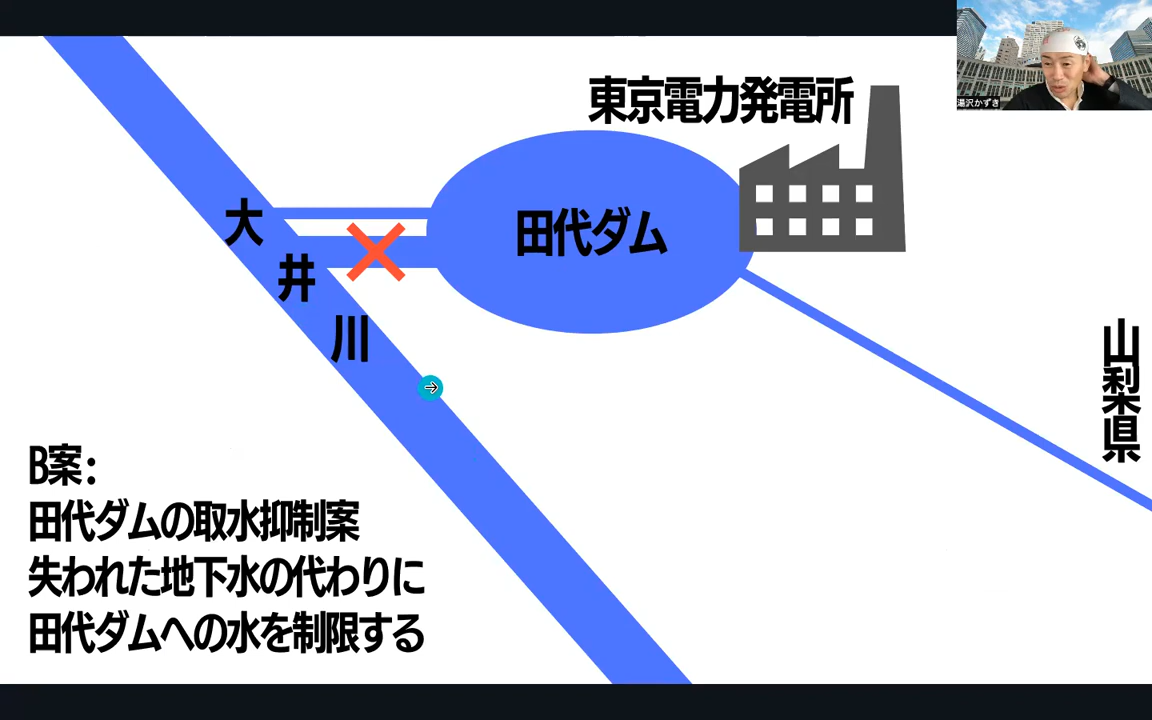 東京電力発電所
湯沢かずき
大井川
田代ダム
山梨県
B案:
田代ダムの取水抑制案
失われた地下水の代わりに
田代ダムへの水を制限する